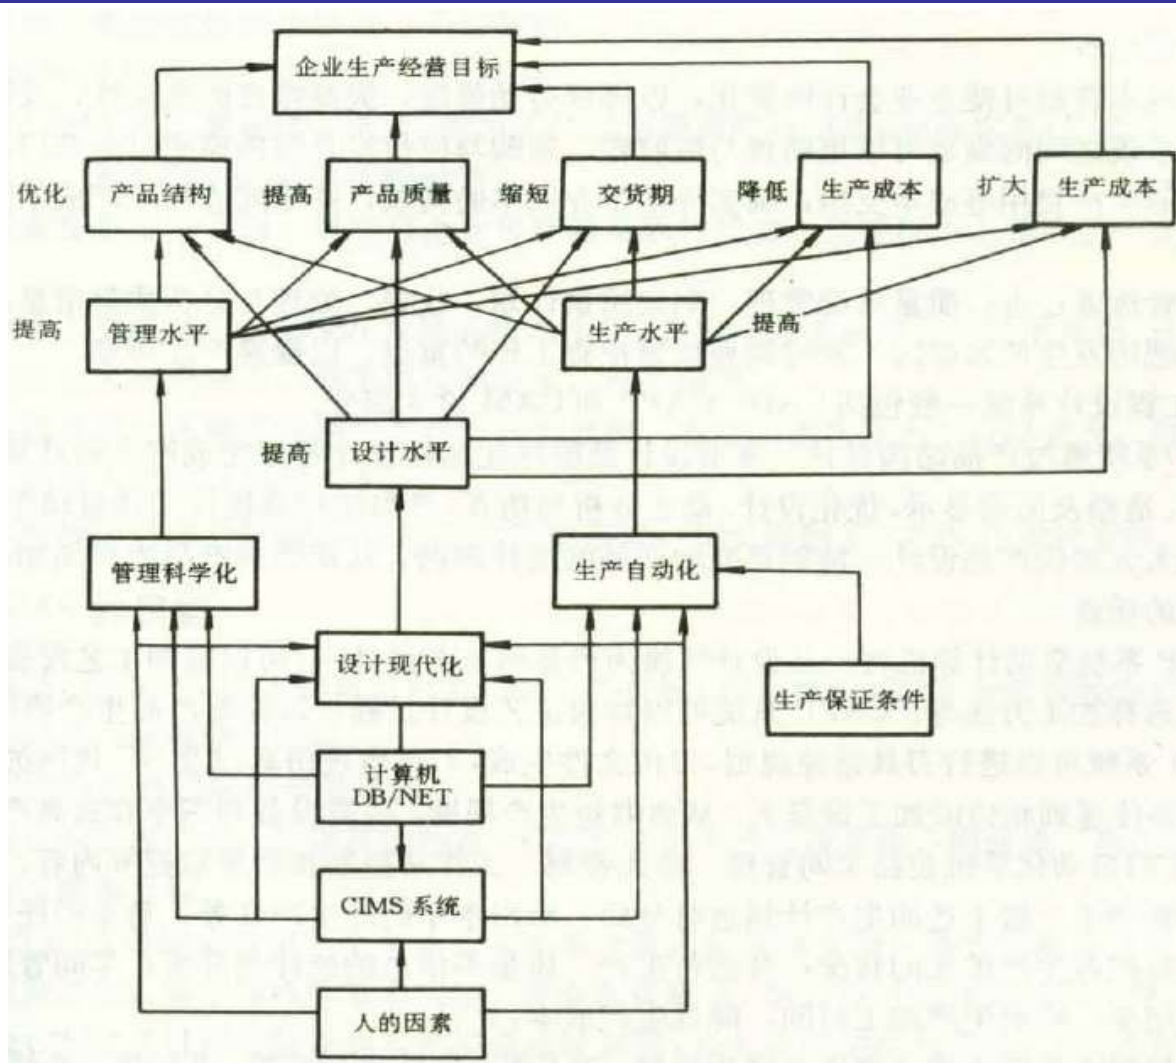 企业生产经营目标
优化
产品结构
提高
产品质量
缩短
交货期
降低
生产成本
扩大
生产成本
提高
管理水平
生产水平
提高
提高
设计水平
管理科学化
生产自动化
设计现代化
生产保证条件
计算机
DB/NET
CIMS 系统
人的因素